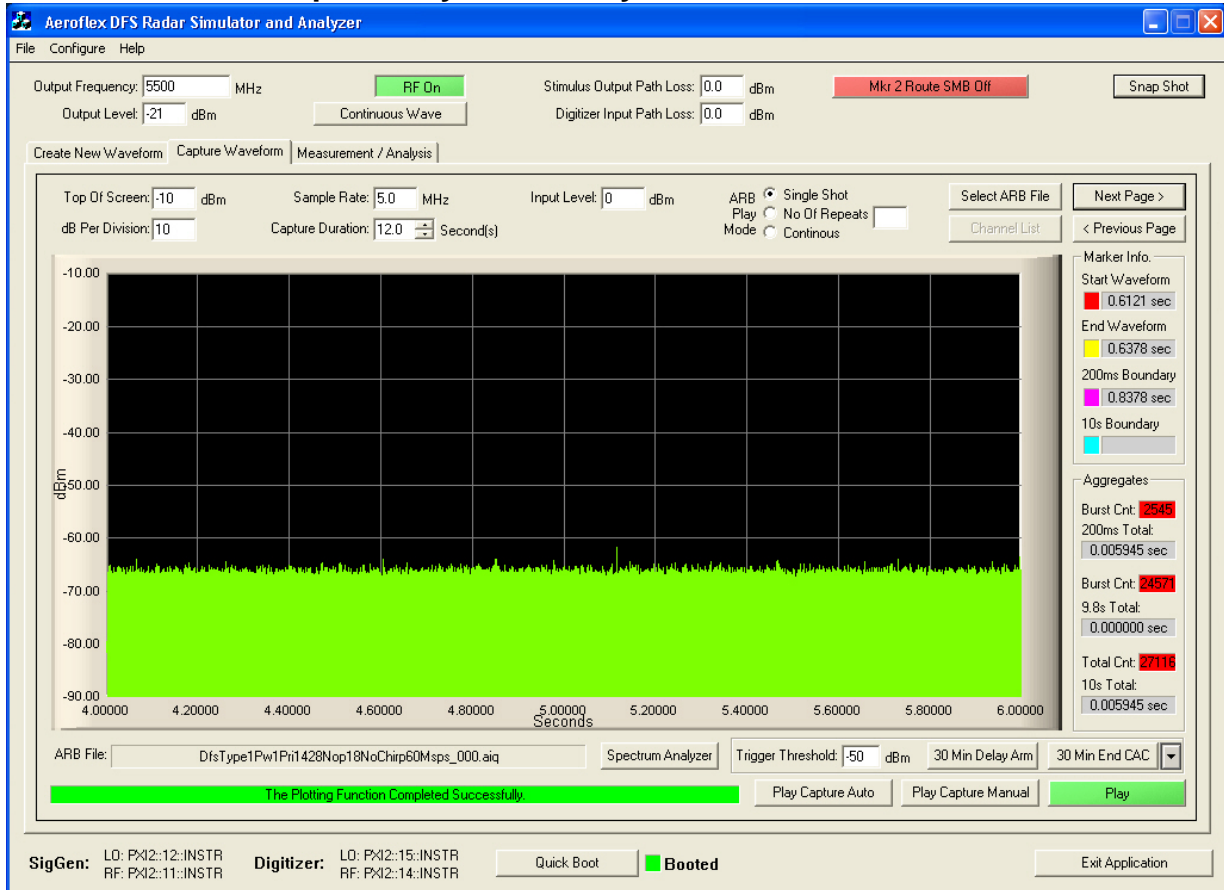 Aeroflex DFS Radar Simulator and Analyzer
File Configure Help
Output Frequency: 5500 MHz
RF On
Stimulus Output Path Loss: 0.0 dBm
Mkr 2 Route SMB Off
Snap Shot
Output Level: -21 dBm
Continuous Wave
Digitizer Input Path Loss: 0.0 dBm
Create New Waveform
Capture Waveform
Measurement / Analysis
Top Of Screen: -10 dBm
Sample Rate: 5.0 MHz
Input Level: 0 dBm
ARB Play Mode
Single Shot
No Of Repeats
Continous
Select ARB File
Next Page >
dB Per Division: 10
Capture Duration: 12.0 Second(s)
Channel List
< Previous Page
-10.00
-20.00
-30.00
-40.00
-50.00
-60.00
-70.00
-80.00
-90.00
dBm
4.00000 4.20000 4.40000 4.60000 4.80000 5.00000 5.20000 5.40000 5.60000 5.80000 6.00000
Seconds
Marker Info.
Start Waveform
0.6121 sec
End Waveform
0.6378 sec
200ms Boundary
0.8378 sec
10s Boundary
Aggregates
Burst Cnt: 2545
200ms Total:
0.005945 sec
Burst Cnt: 24571
9.8s Total:
0.000000 sec
Total Cnt: 27116
10s Total:
0.005945 sec
ARB File: DfsType1Pw1Pri1428Nop18NoChirp60Msps_000.aiq
Spectrum Analyzer
Trigger Threshold: -50 dBm
30 Min Delay Arm
30 Min End CAC
The Plotting Function Completed Successfully.
Play Capture Auto
Play Capture Manual
Play
SigGen:
LO: PXI2::12::INSTR
RF: PXI2::11::INSTR
Digitizer:
LO: PXI2::15::INSTR
RF: PXI2::14::INSTR
Quick Boot
Booted
Exit Application